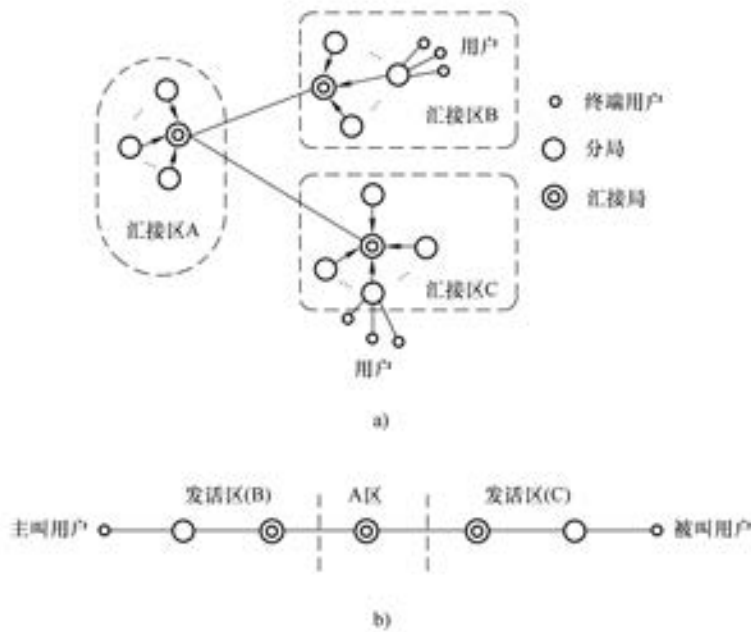 用户
汇接区B
终端用户
分局
汇接局
汇接区A
汇接区C
用户
a)
发话区(B)
A区
发话区(C)
主叫用户
被叫用户
b)